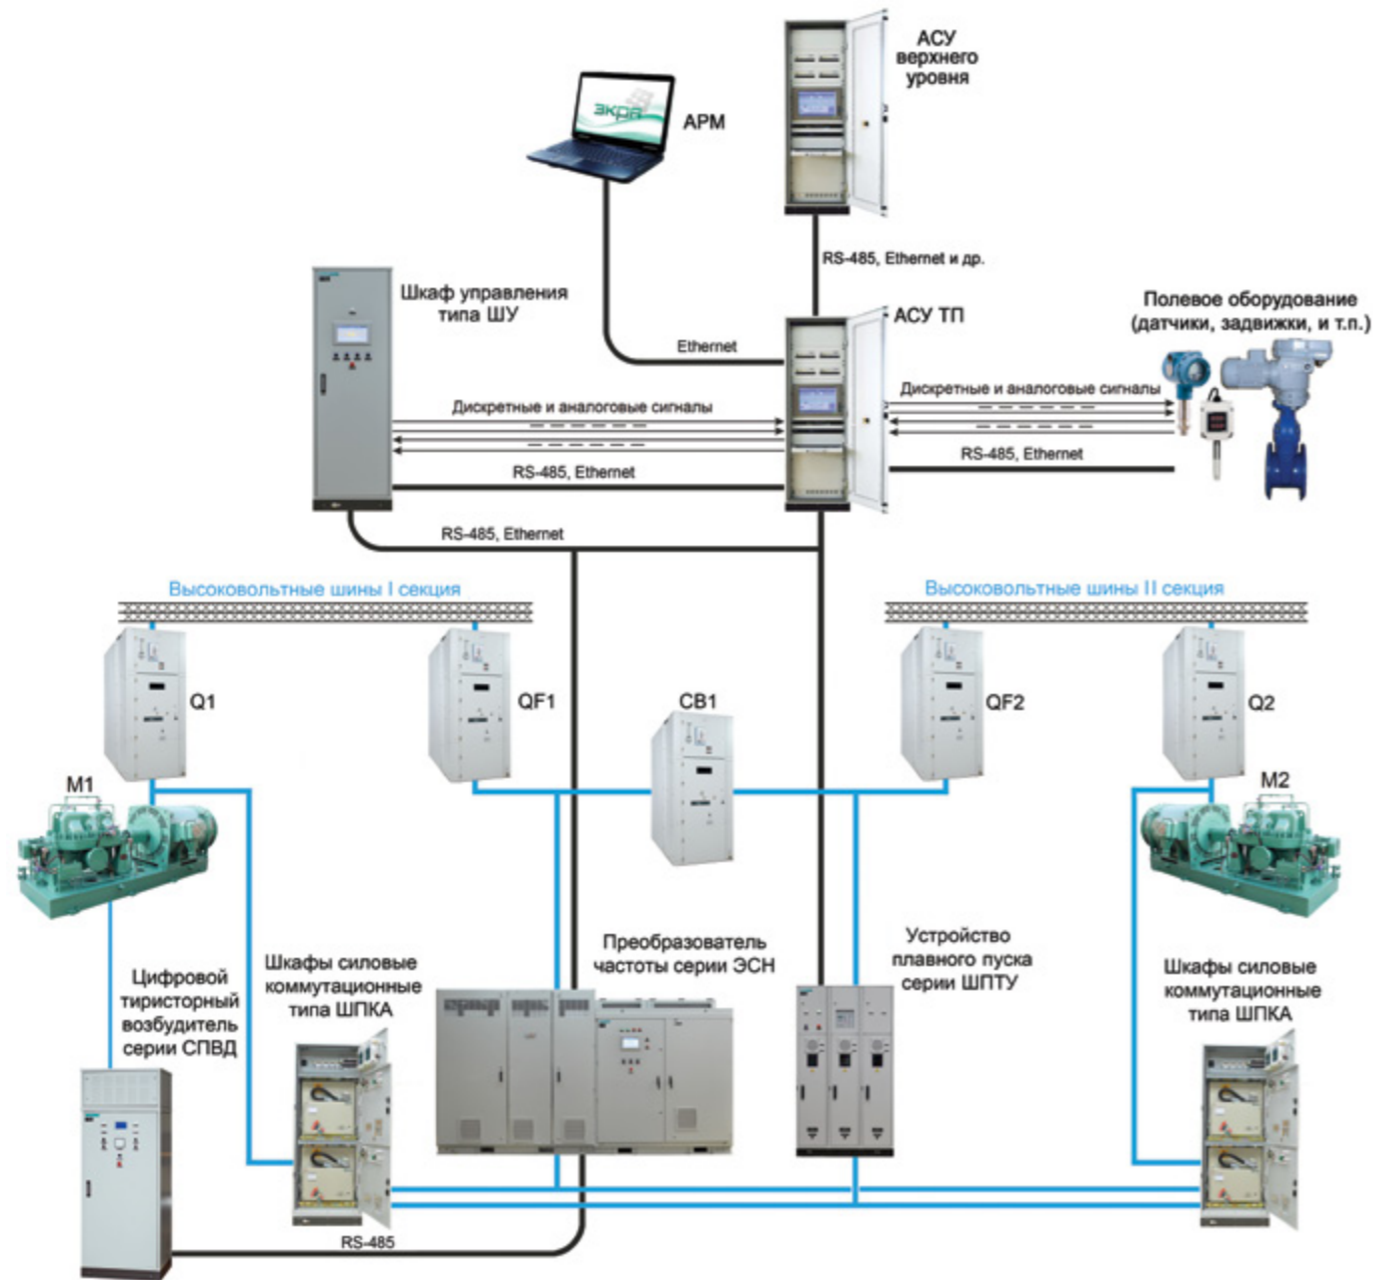 АСУ
верхнего
уровня
ЭКРА
АРМ
RS-485, Ethernet и др.
Шкаф управления
типа ШУ
АСУ ТП
Полевое оборудование
(датчики, задвижки, и т.п.)
Ethernet
Дискретные и аналоговые сигналы
Дискретные и аналоговые сигналы
RS-485, Ethernet
RS-485, Ethernet
RS-485, Ethernet
Высоковольтные шины I секция
Высоковольтные шины II секция
Q1
QF1
СВ1
QF2
Q2
M1
M2
Цифровой
тиристорный
возбудитель
серии СПВД
Шкафы силовые
коммутационные
типа ШПКА
Преобразователь
частоты серии ЭСН
Устройство
плавного пуска
серии ШПТУ
Шкафы силовые
коммутационные
типа ШПКА
RS-485